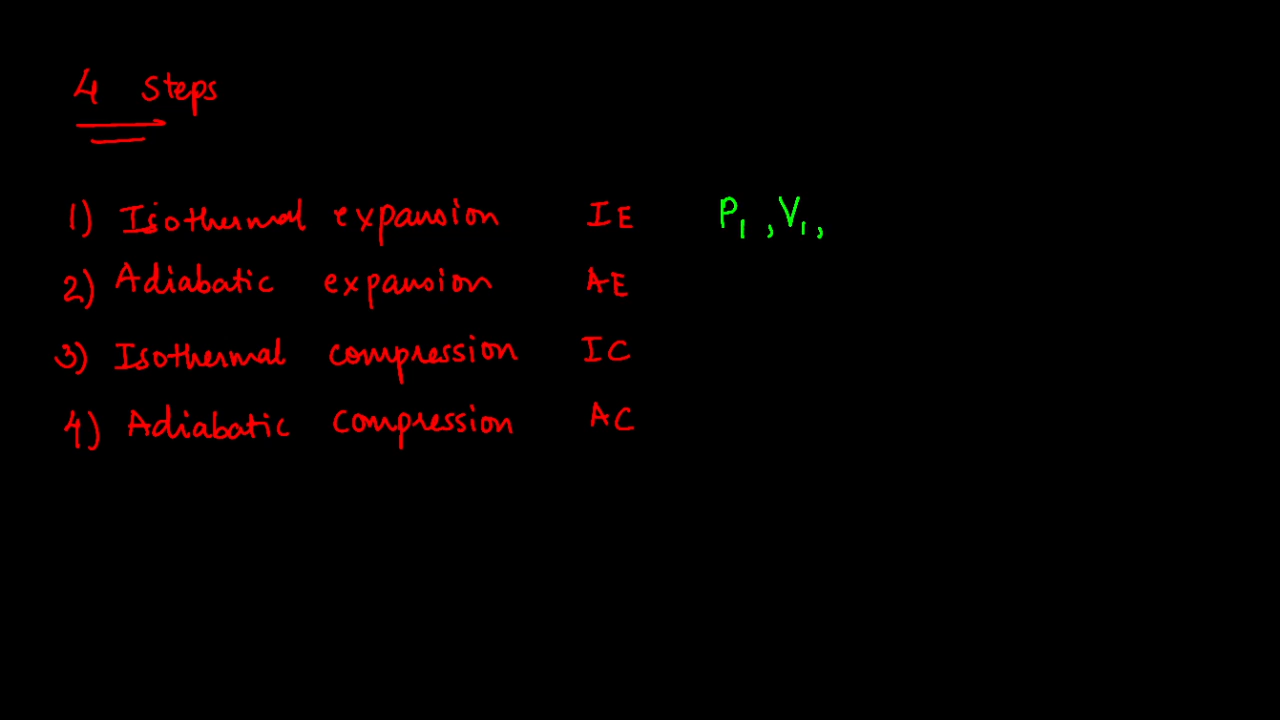 4 Steps
1) Isothermal expansion IE P₁, V₁,
2) Adiabatic expansion AE
3) Isothermal compression IC
4) Adiabatic compression AC